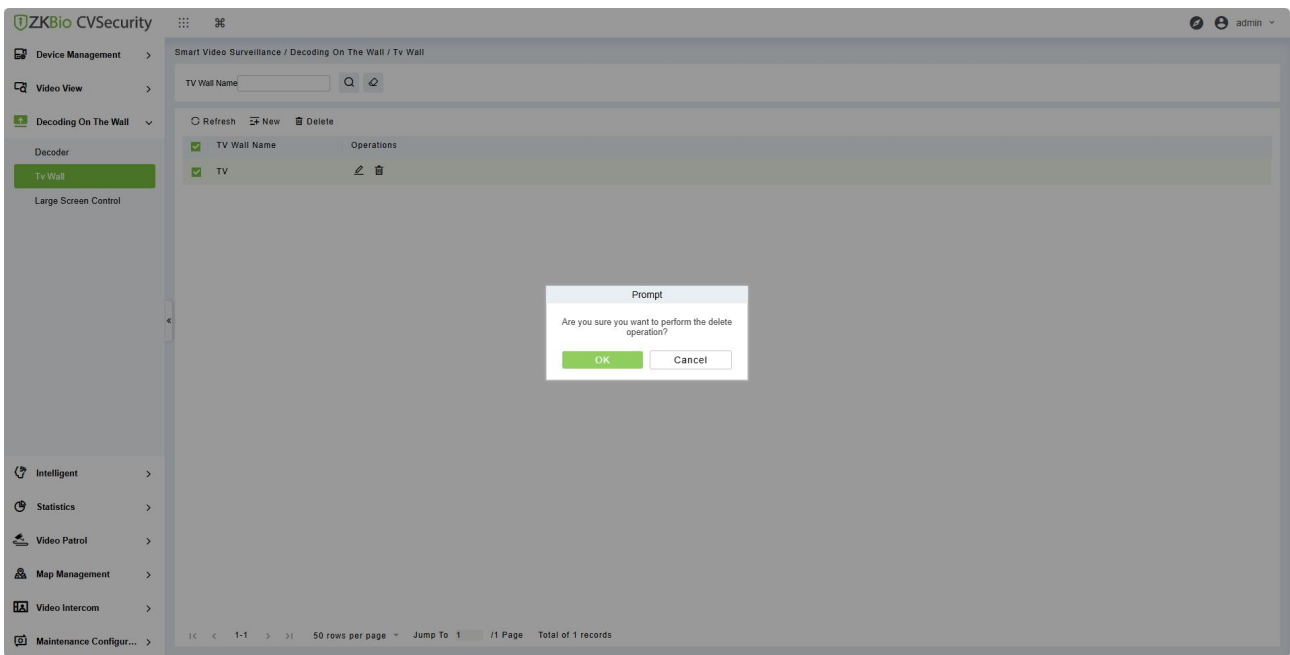 ZKBio CVSecurity
admin
Device Management
Video View
Decoding On The Wall
Decoder
Tv Wall
Large Screen Control
Intelligent
Statistics
Video Patrol
Map Management
Video Intercom
Maintenance Configur...
Smart Video Surveillance / Decoding On The Wall / Tv Wall
TV Wall Name
Refresh New Delete
TV Wall Name Operations
TV
Prompt
Are you sure you want to perform the delete
operation?
OK Cancel
1-1 50 rows per page Jump To 1 /1 Page Total of 1 records